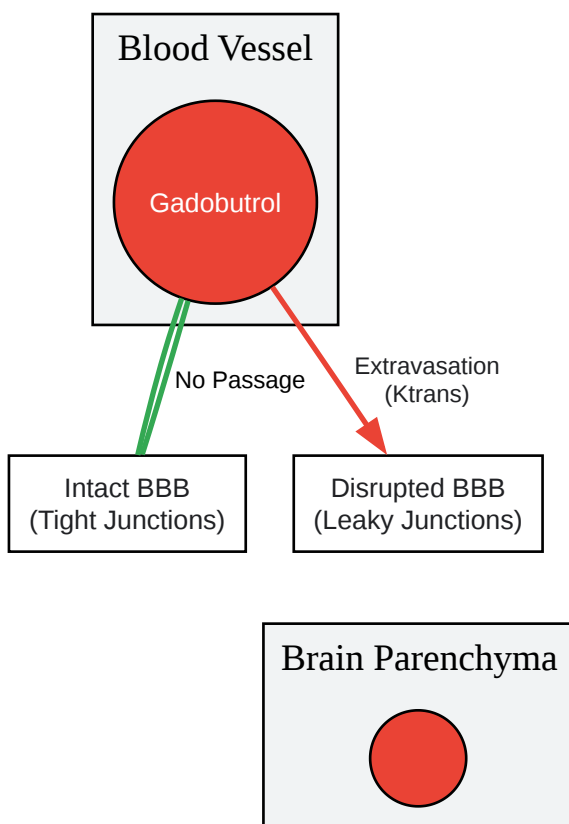 Blood Vessel
Gadobutrol
No Passage
Extravasation
(Ktrans)
Intact BBB
(Tight Junctions)
Disrupted BBB
(Leaky Junctions)
Brain Parenchyma